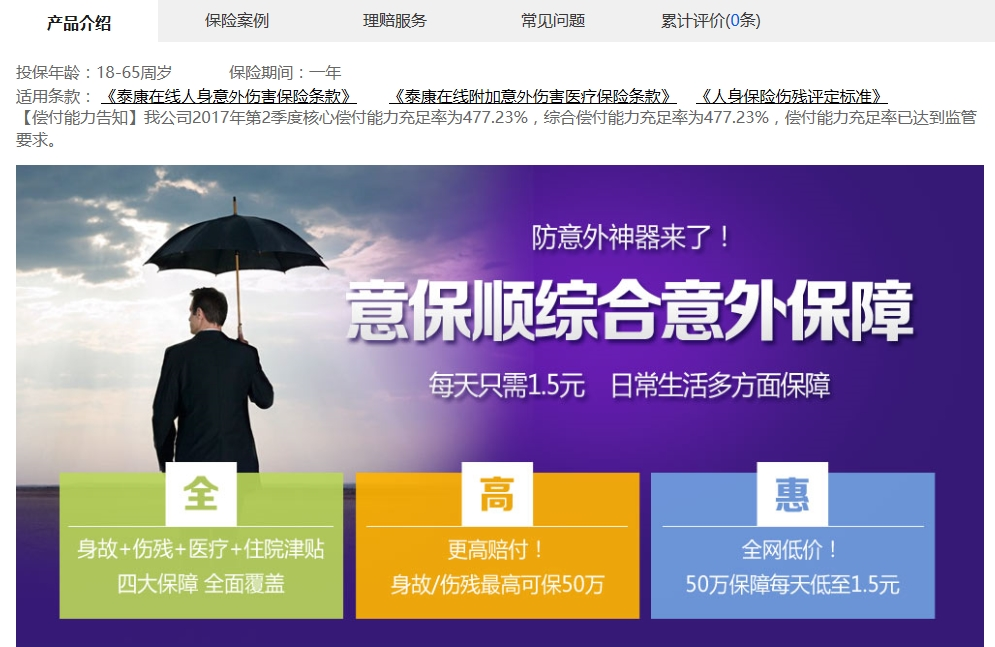 产品介绍 保险案例 理赔服务 常见问题 累计评价(0条)
投保年龄：18-65周岁 保险期间：一年
适用条款：《泰康在线人身意外伤害保险条款》 《泰康在线附加意外伤害医疗保险条款》 《人身保险伤残评定标准》
【偿付能力告知】我公司2017年第2季度核心偿付能力充足率为477.23%，综合偿付能力充足率为477.23%，偿付能力充足率已达到监管
要求。
防意外神器来了！
意保顺综合意外保障
每天只需1.5元 日常生活多方面保障
全
身故+伤残+医疗+住院津贴
四大保障 全面覆盖
高
更高赔付！
身故/伤残最高可保50万
惠
全网低价！
50万保障每天低至1.5元